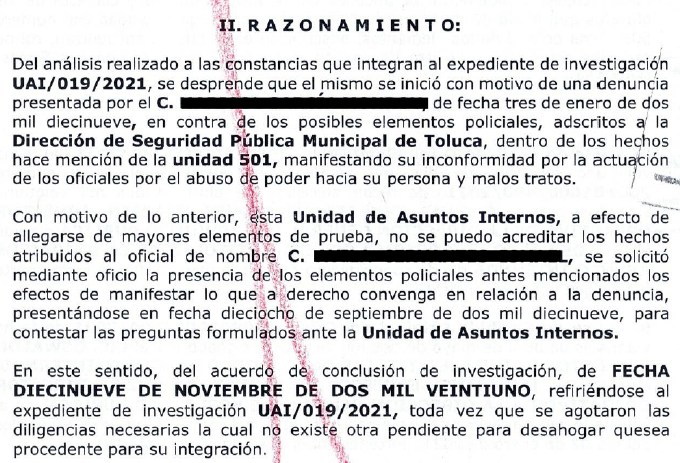 II. R A Z O N A M I E N T O:
Del análisis realizado a las constancias que integran al expediente de investigación
UAI/019/2021, se desprende que el mismo se inició con motivo de una denuncia
presentada por el C. de fecha tres de enero de dos
mil diecinueve, en contra de los posibles elementos policiales, adscritos a la
Dirección de Seguridad Pública Municipal de Toluca, dentro de los hechos
hace mención de la unidad 501, manifestando su inconformidad por la actuación
de los oficiales por el abuso de poder hacia su persona y malos tratos.
Con motivo de lo anterior, esta Unidad de Asuntos Internos, a efecto de
allegarse de mayores elementos de prueba, no se puedo acreditar los hechos
atribuidos al oficial de nombre C. , se solicitó
mediante oficio la presencia de los elementos policiales antes mencionados los
efectos de manifestar lo que a derecho convenga en relación a la denuncia,
presentándose en fecha dieciocho de septiembre de dos mil diecinueve, para
contestar las preguntas formulados ante la Unidad de Asuntos Internos.
En este sentido, del acuerdo de conclusión de investigación, de FECHA
DIECINUEVE DE NOVIEMBRE DE DOS MIL VEINTIUNO, refiriéndose al
expediente de investigación UAI/019/2021, toda vez que se agotaron las
diligencias necesarias la cual no existe otra pendiente para desahogar quesea
procedente para su integración.